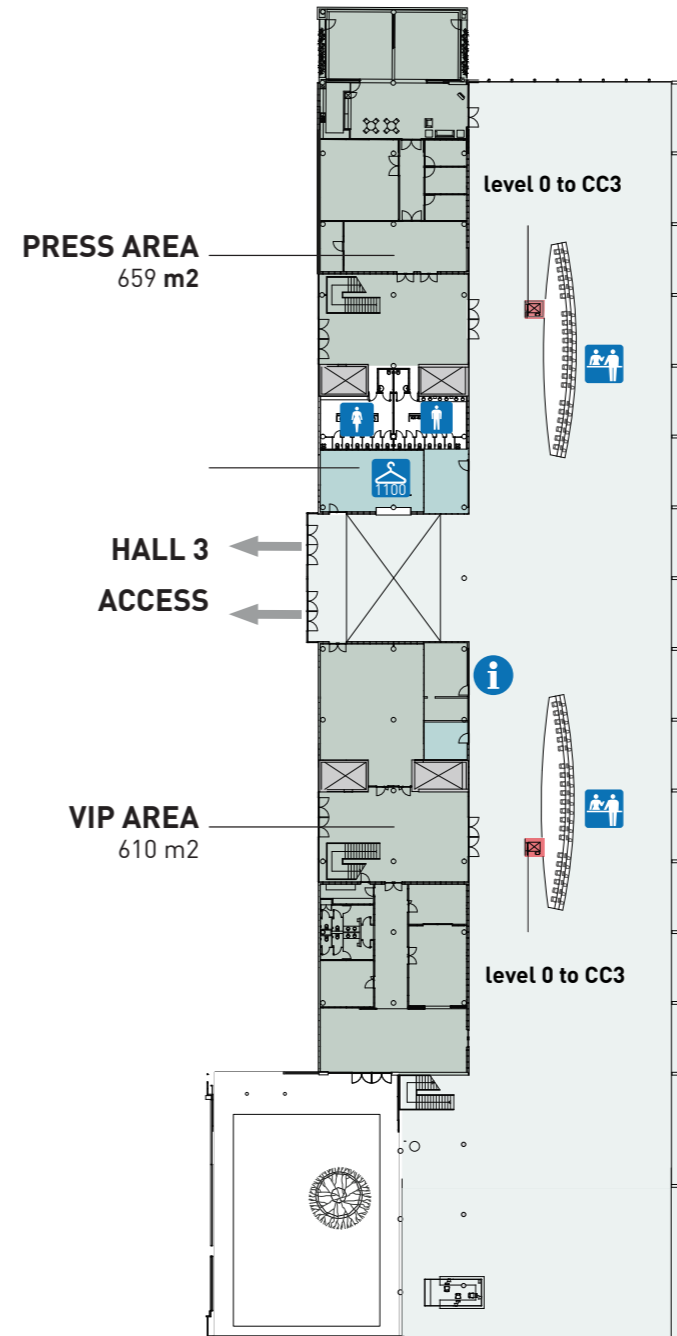 level 0 to CC3
PRESS AREA
659 m2
1100
HALL 3
ACCESS
i
VIP AREA
610 m2
level 0 to CC3